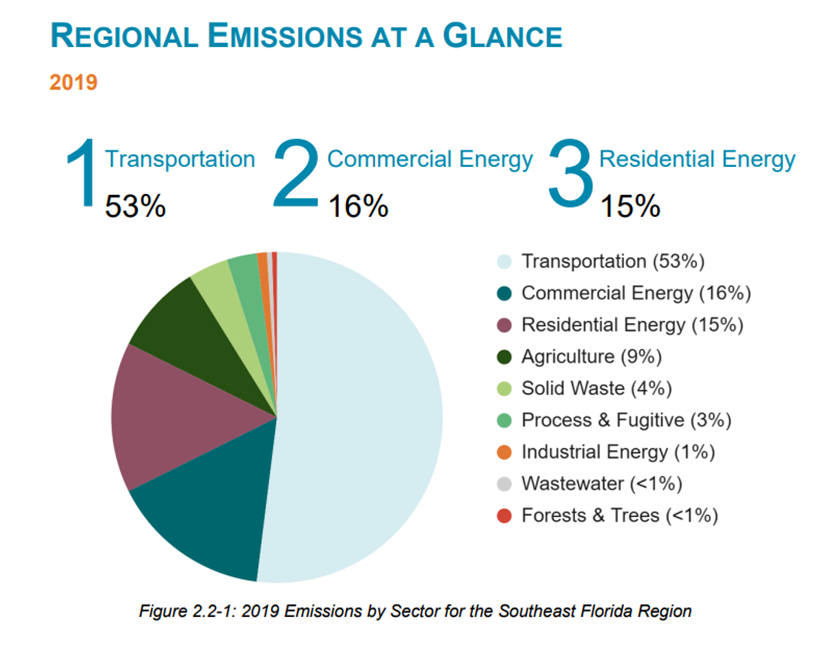 REGIONAL EMISSIONS AT A GLANCE
2019
1 Transportation
53%
2 Commercial Energy
16%
3 Residential Energy
15%
Transportation (53%)
Commercial Energy (16%)
Residential Energy (15%)
Agriculture (9%)
Solid Waste (4%)
Process & Fugitive (3%)
Industrial Energy (1%)
Wastewater (<1%)
Forests & Trees (<1%)
Figure 2.2-1: 2019 Emissions by Sector for the Southeast Florida Region